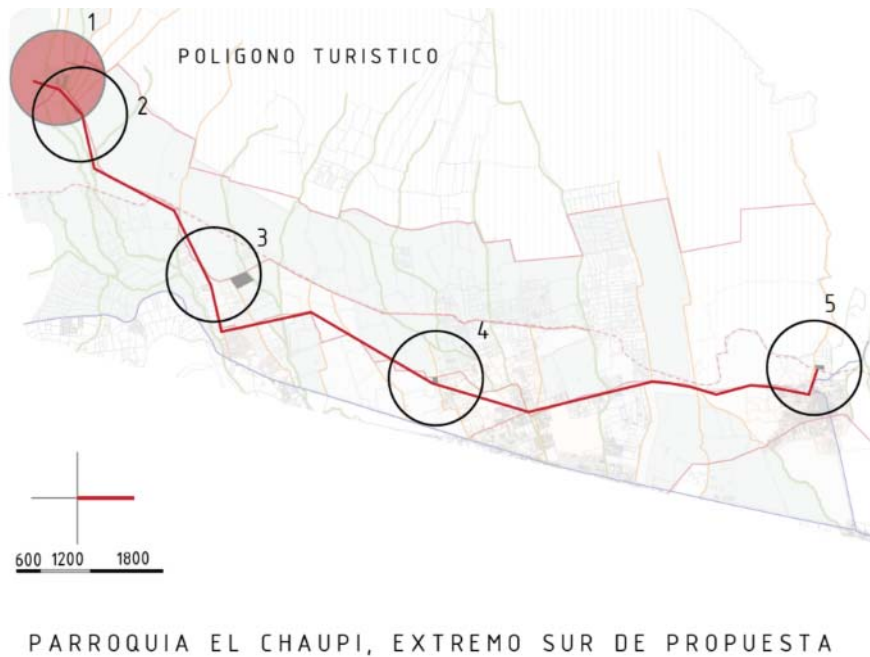 1
POLIGONO TURISTICO
2
3
4
5
600 1200 1800
PARROQUIA EL CHAUPI, EXTREMO SUR DE PROPUESTA